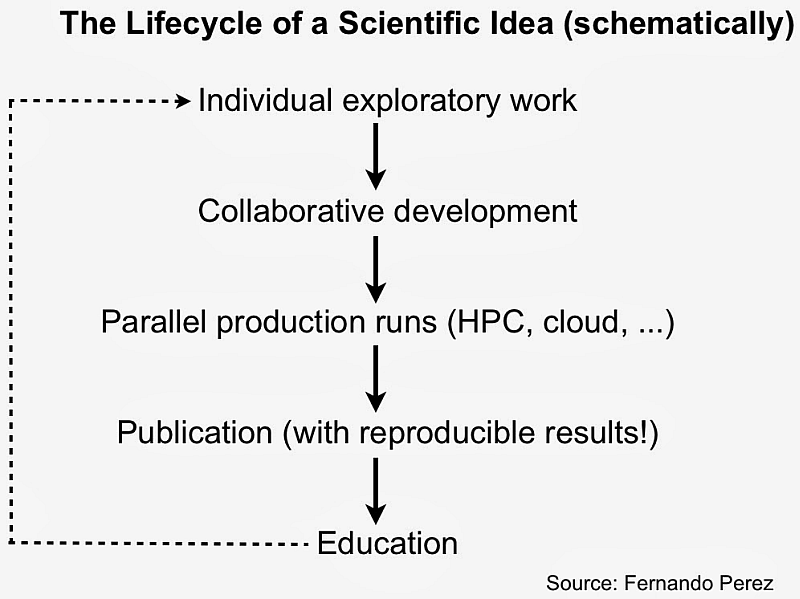 The Lifecycle of a Scientific Idea (schematically)
Individual exploratory work
Collaborative development
Parallel production runs (HPC, cloud, ...)
Publication (with reproducible results!)
Education
Source: Fernando Perez